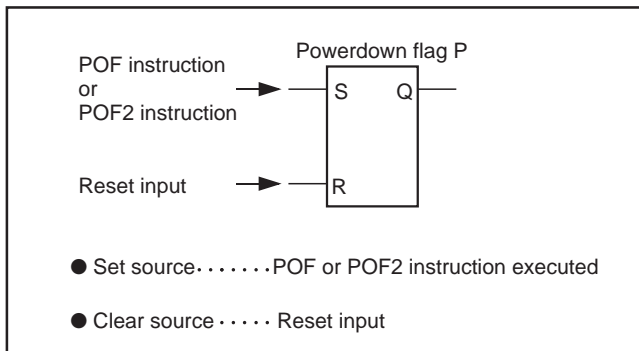 Powerdown flag P
POF instruction
or
POF2 instruction
S Q
Reset input
R
● Set source · · · · · · · POF or POF2 instruction executed
● Clear source · · · · · Reset input